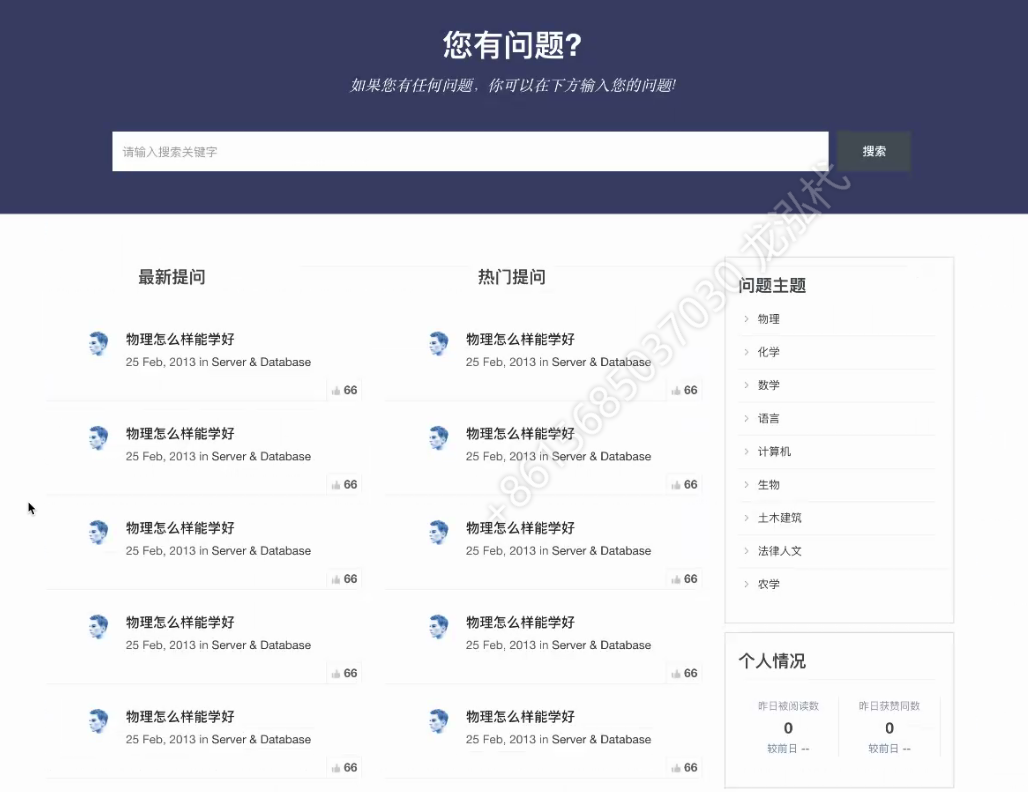 您有问题?
如果您有任何问题，你可以在下方输入您的问题!
请输入搜索关键字
搜索
最新提问
物理怎么样能学好
25 Feb, 2013 in Server & Database
66
物理怎么样能学好
25 Feb, 2013 in Server & Database
66
物理怎么样能学好
25 Feb, 2013 in Server & Database
66
物理怎么样能学好
25 Feb, 2013 in Server & Database
66
物理怎么样能学好
25 Feb, 2013 in Server & Database
66
热门提问
物理怎么样能学好
25 Feb, 2013 in Server & Database
66
物理怎么样能学好
25 Feb, 2013 in Server & Database
66
物理怎么样能学好
25 Feb, 2013 in Server & Database
66
物理怎么样能学好
25 Feb, 2013 in Server & Database
66
物理怎么样能学好
25 Feb, 2013 in Server & Database
66
问题主题
物理
化学
数学
语言
计算机
生物
土木建筑
法律人文
农学
个人情况
昨日被阅读数
0
较前日 --
昨日获赞同数
0
较前日 --
+8615685037030 龙泓杙